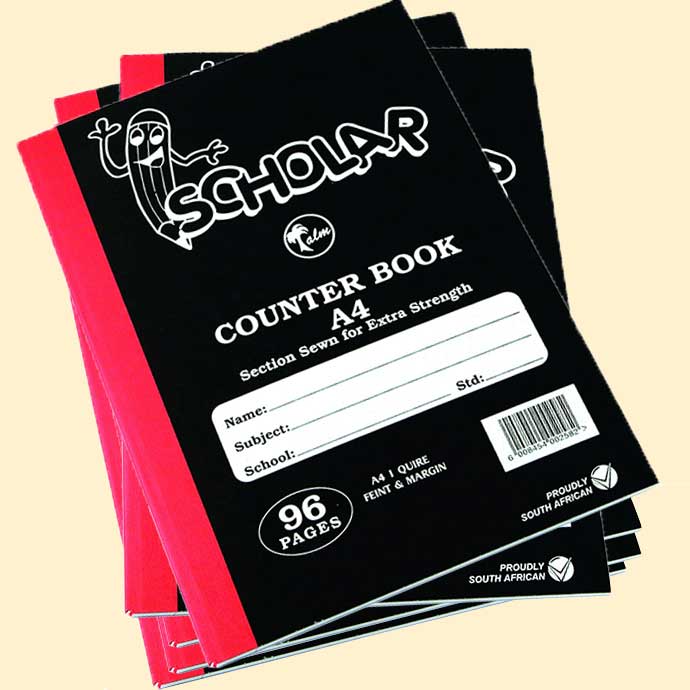 SCHOLAR
Palm
COUNTER BOOK
A4
Section Sewn for Extra Strength
Name:
Subject: Std:
School:
A4 1 QUIRE
FEINT & MARGIN
96
PAGES
6 008454 002582 >
PROUDLY
SOUTH AFRICAN
PROUDLY
SOUTH AFRICAN